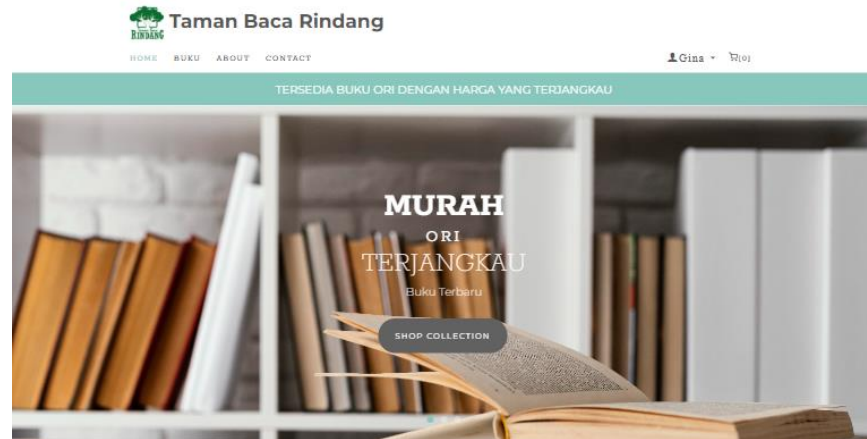 RINDANG
Taman Baca Rindang
HOME BUKU ABOUT CONTACT
Gina [0]
TERSEDIA BUKU ORI DENGAN HARGA YANG TERJANGKAU
MURAH
ORI
TERJANGKAU
Buku Terbaru
SHOP COLLECTION